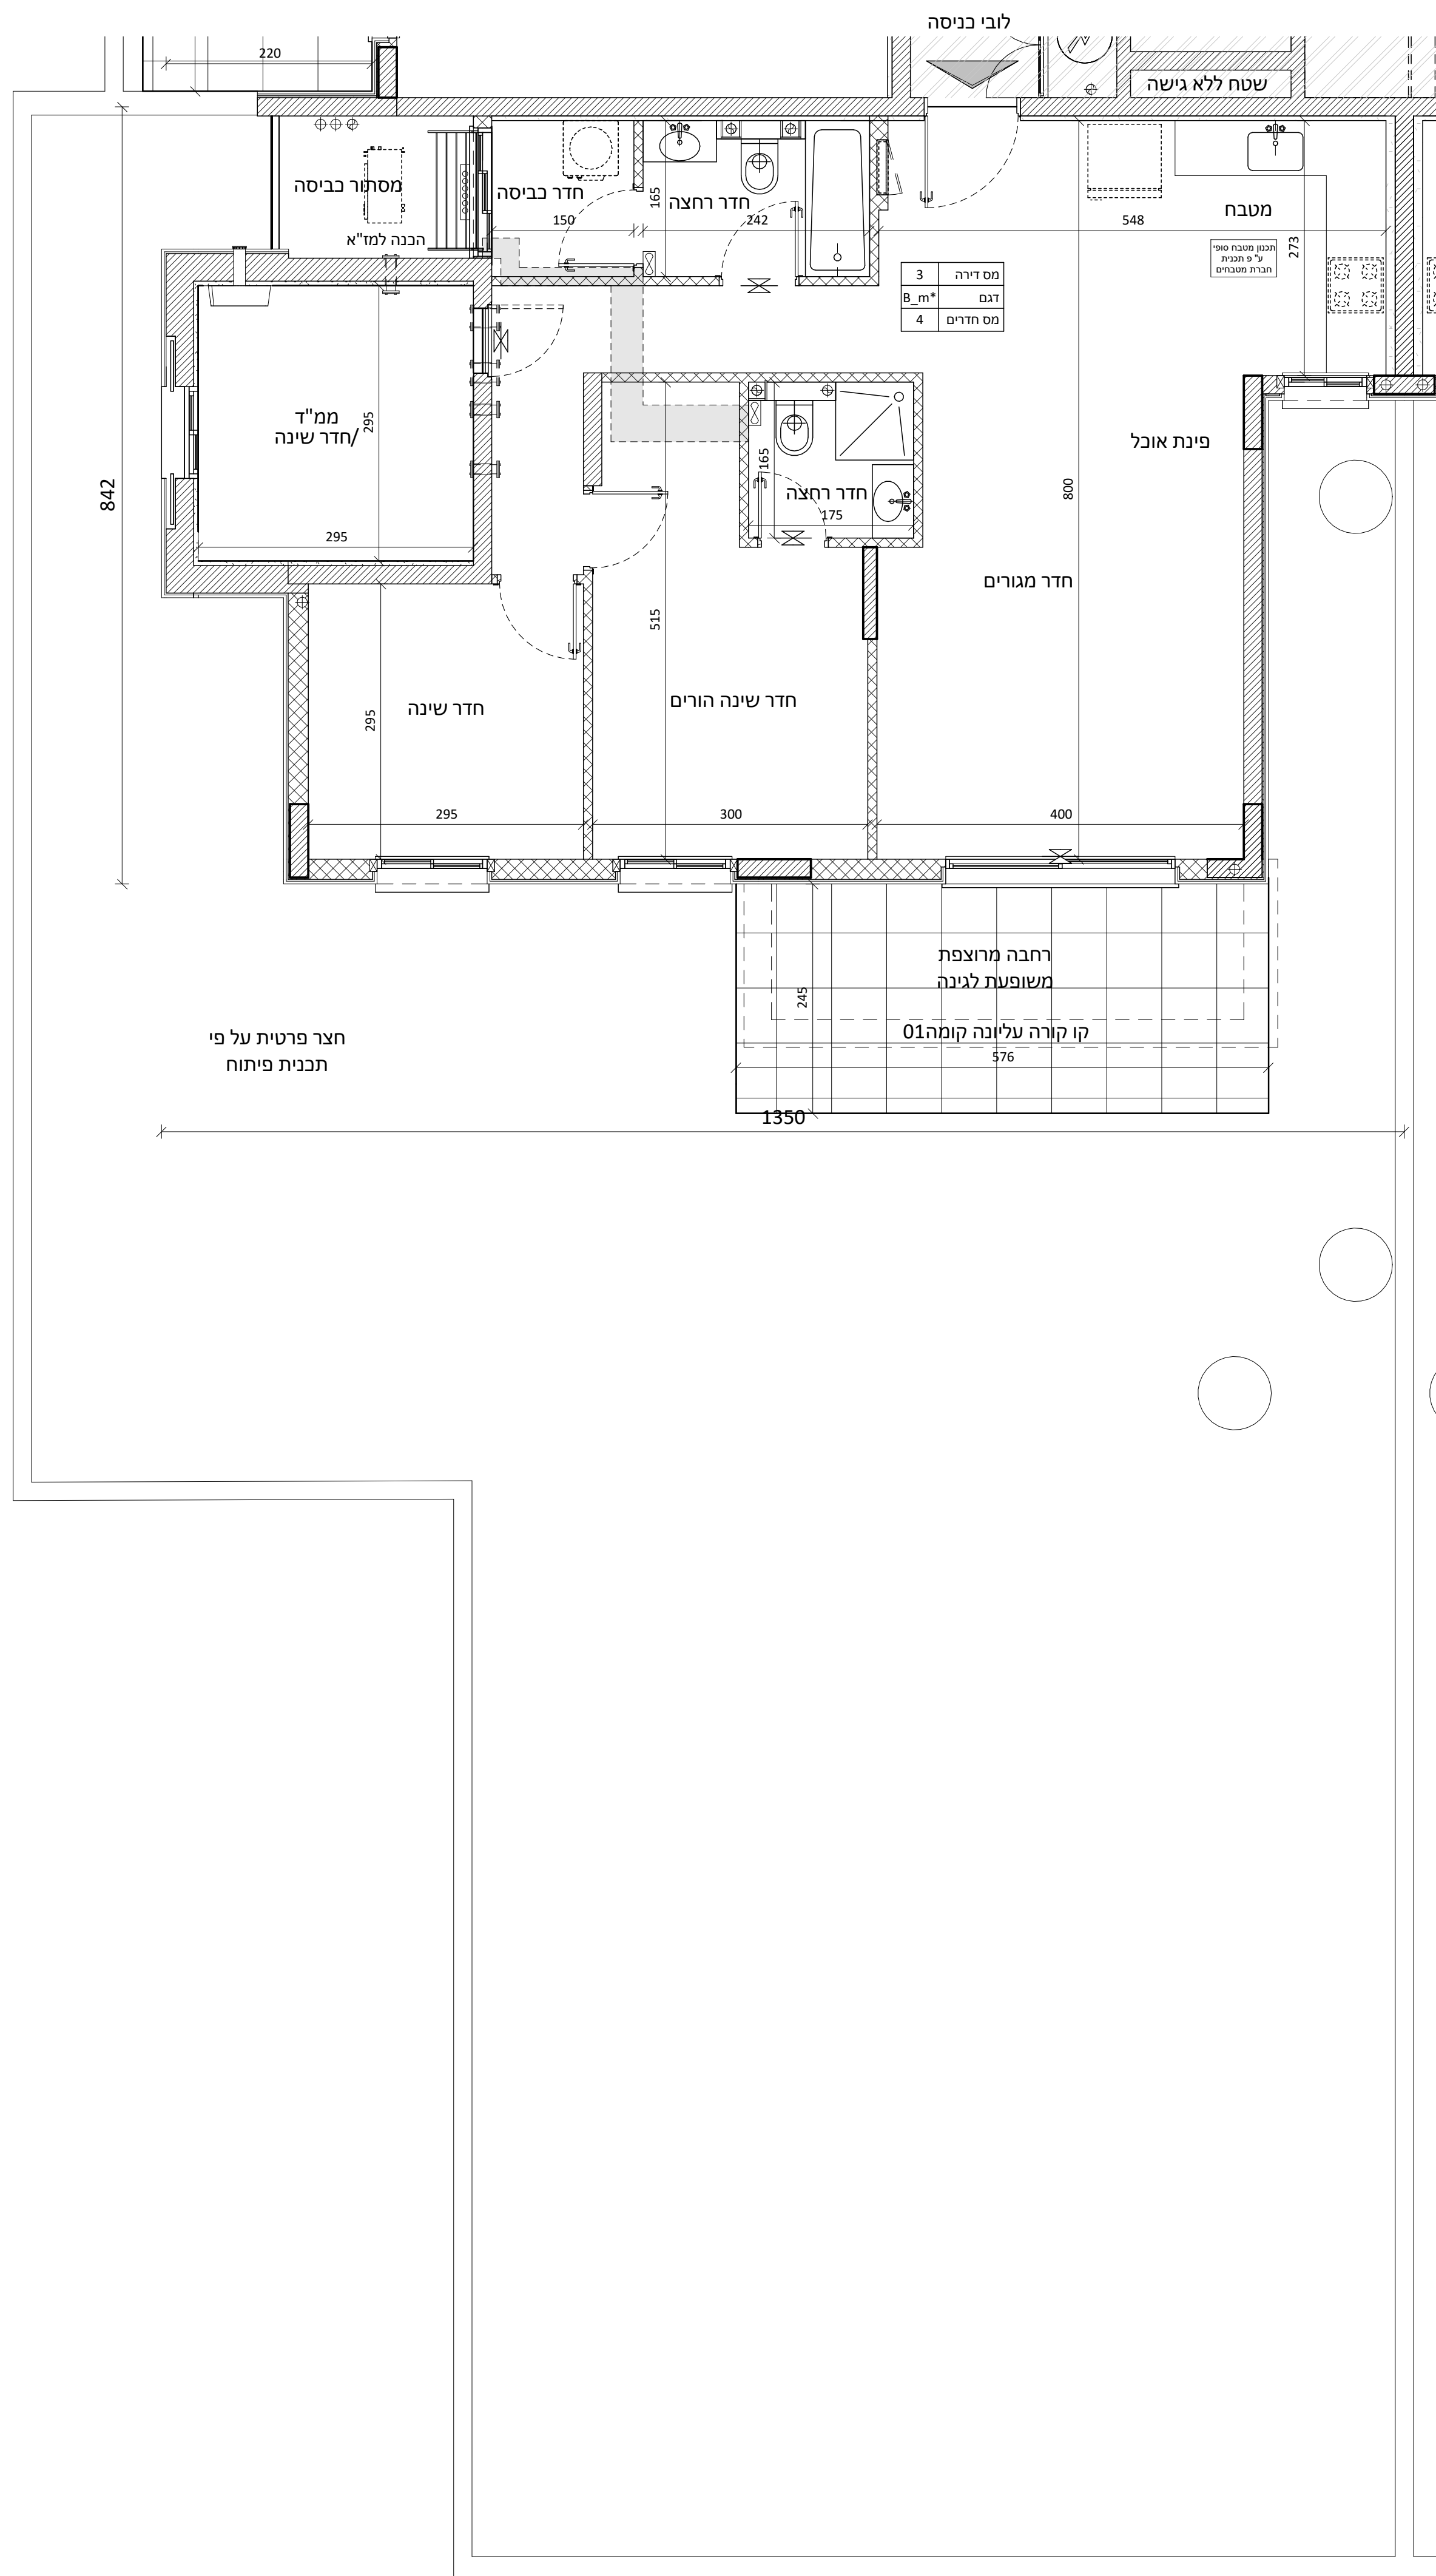 לובי כניסה
220
שטח ללא גישה
מסתור כביסה
הכנה למז"א
חדר כביסה
150
165
חדר רחצה
242
548
מטבח
273
תכנון מטבח סופי
ע" פ תכנית
חברת מטבחים
מס דירה 3
דגם B_m*
מס חדרים 4
ממ"ד
/חדר שינה
295
295
842
165
חדר רחצה
175
פינת אוכל
800
חדר מגורים
515
חדר שינה הורים
חדר שינה
295
295
300
400
רחבה מרוצפת
משופעת לגינה
245
קו קורה עליונה קומה01
576
חצר פרטית על פי
תכנית פיתוח
1350